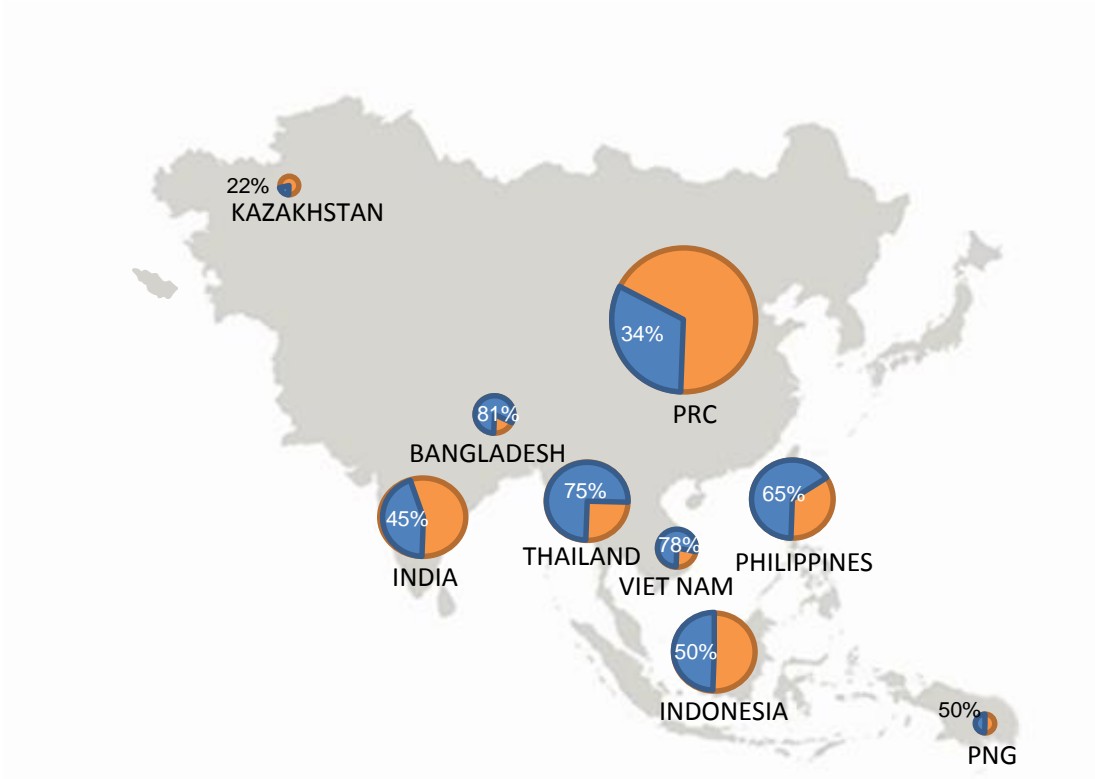 22%
KAZAKHSTAN
34%
PRC
81%
BANGLADESH
45%
INDIA
75%
THAILAND
78%
VIET NAM
65%
PHILIPPINES
50%
INDONESIA
50%
PNG